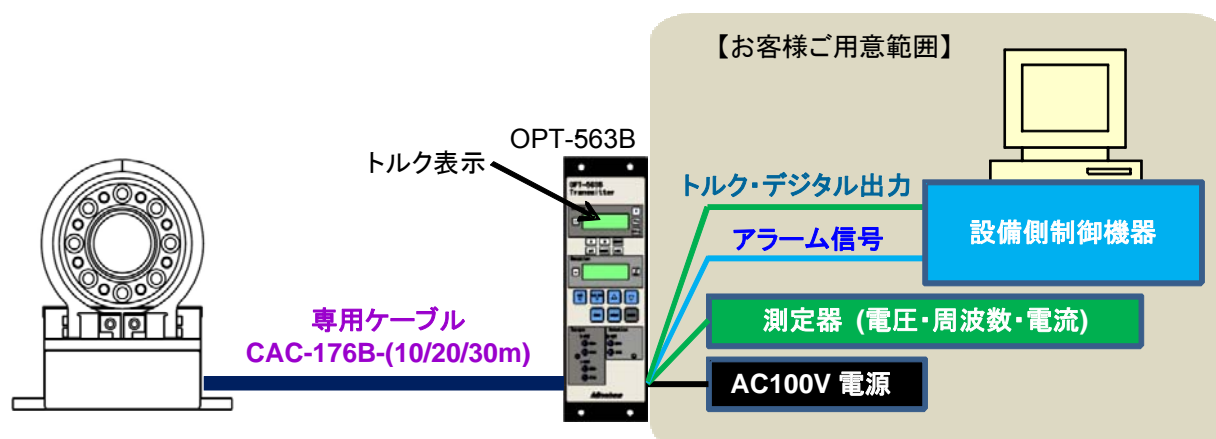 【お客様ご用意範囲】
OPT-563B
トルク表示
OPT-563B
Transmitter
トルク・デジタル出力
設備側制御機器
アラーム信号
専用ケーブル
CAC-176B-(10/20/30m)
測定器 (電圧・周波数・電流)
AC100V 電源